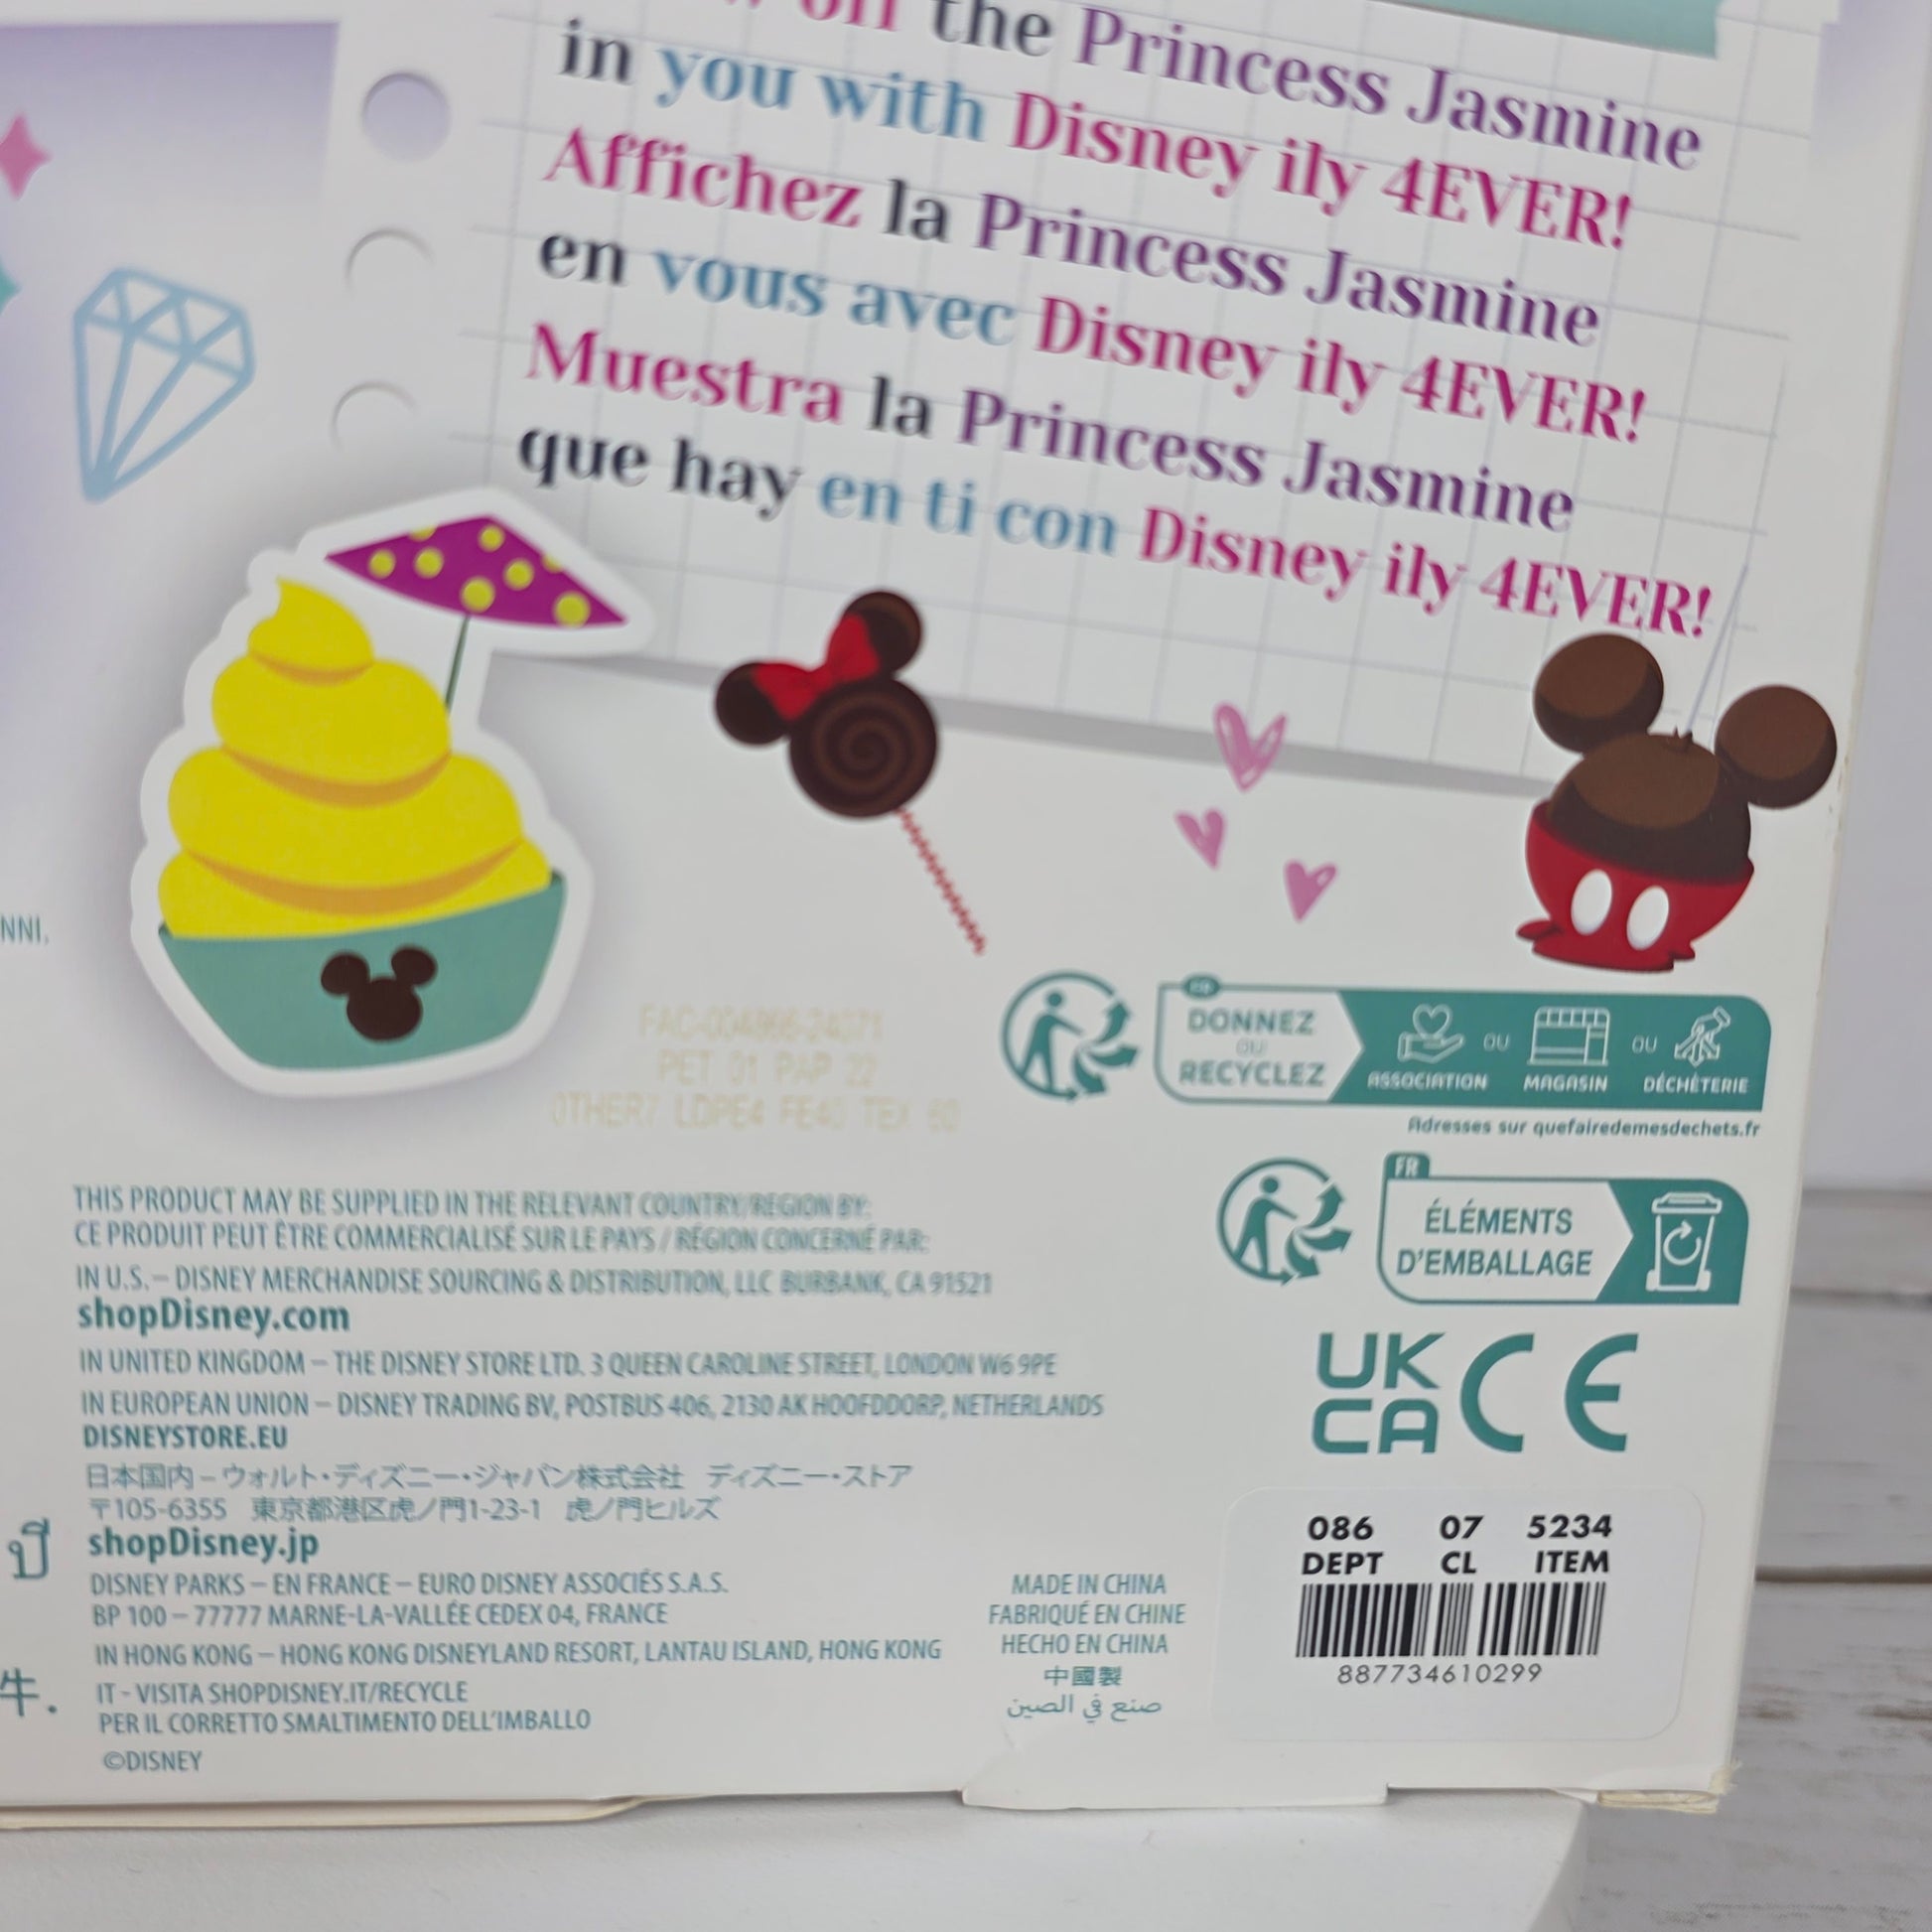 off the Princess Jasmine
in you with Disney ily 4EVER!
Affichez la Princess Jasmine
en vous avec Disney ily 4EVER!
Muestra la Princess Jasmine
que hay en ti con Disney ily 4EVER!
NNI,
PET 01 PAP 22
DONNEZ
OU
RECYCLEZ
ASSOCIATION OU MAGASIN OU DÉCHÈTERIE
Adresses sur quefairedemesdechets.fr
FR
ÉLÉMENTS
D'EMBALLAGE
THIS PRODUCT MAY BE SUPPLIED IN THE RELEVANT COUNTRY/REGION BY:
CE PRODUIT PEUT ÊTRE COMMERCIALISÉ SUR LE PAYS / RÉGION CONCERNÉ PAR:
IN U.S. – DISNEY MERCHANDISE SOURCING & DISTRIBUTION, LLC BURBANK, CA 91521
shopDisney.com
IN UNITED KINGDOM – THE DISNEY STORE LTD. 3 QUEEN CAROLINE STREET, LONDON W6 9PE
IN EUROPEAN UNION – DISNEY TRADING BV, POSTBUS 406, 2130 AK HOOFDDORP, NETHERLANDS
DISNEYSTORE.EU
日本国内 – ウォルト・ディズニー・ジャパン株式会社 ディズニー・ストア
〒105-6355 東京都港区虎ノ門1-23-1 虎ノ門ヒルズ
ปี
shopDisney.jp
DISNEY PARKS – EN FRANCE – EURO DISNEY ASSOCIÉS S.A.S.
BP 100 – 77777 MARNE-LA-VALLÉE CEDEX 04, FRANCE
IN HONG KONG – HONG KONG DISNEYLAND RESORT, LANTAU ISLAND, HONG KONG
牛.
IT - VISITA SHOPDISNEY.IT/RECYCLE
PER IL CORRETTO SMALTIMENTO DELL'IMBALLO
©DISNEY
MADE IN CHINA
FABRIQUÉ EN CHINE
HECHO EN CHINA
中國製
صنع في الصين
UK
CA CE
086 07 5234
DEPT CL ITEM
887734610299